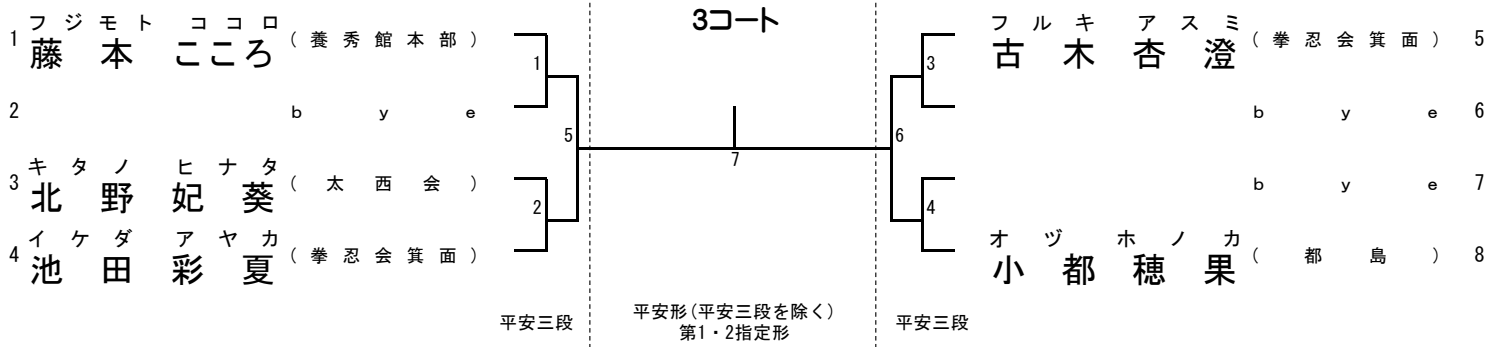 3コート
フジモト ココロ
1 藤本 こころ (養秀館本部)
2 bye
キタノ ヒナタ
3 北野 妃葵 (太西会)
イケダ アヤカ
4 池田 彩夏 (拳忍会箕面)
1
5
2
7
フルキ アスミ
古木 杏澄 (拳忍会箕面) 5
bye 6
bye 7
オヅ ホノカ
小都 穂果 (都島) 8
3
6
4
平安三段
平安形(平安三段を除く)
第1・2指定形
平安三段